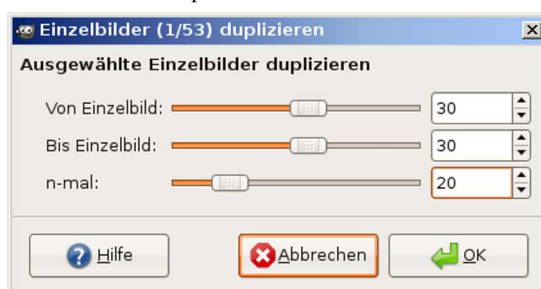 Einzelbilder (1/53) duplizieren
Ausgewählte Einzelbilder duplizieren
Von Einzelbild: 30
Bis Einzelbild: 30
n-mal: 20
Hilfe Abbrechen OK